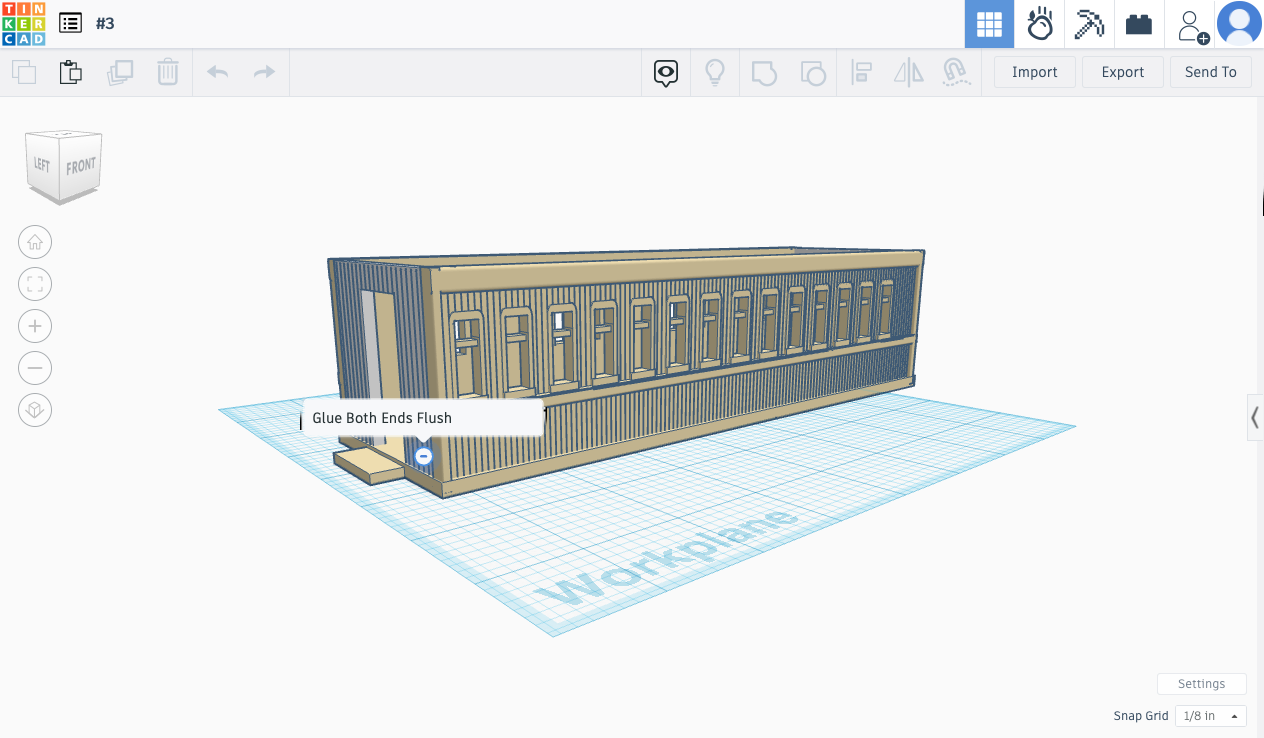 TIN
KER
CAD
#3
Import
Export
Send To
LEFT
FRONT
Glue Both Ends Flush
Workplane
Settings
Snap Grid
1/8 in